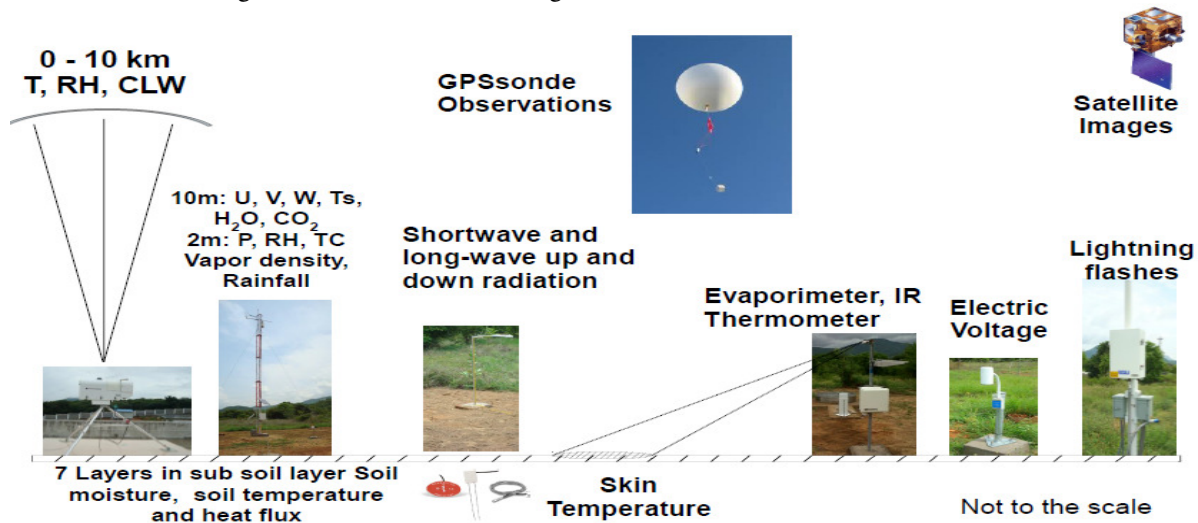 0 - 10 km
T, RH, CLW
GPSsonde
Observations
Satellite
Images
10m: U, V, W, Ts,
H₂O, CO₂
2m: P, RH, TC
Vapor density,
Rainfall
Shortwave and
long-wave up and
down radiation
Evaporimeter, IR
Thermometer
Electric
Voltage
Lightning
flashes
7 Layers in sub soil layer Soil
moisture, soil temperature
and heat flux
Skin
Temperature
Not to the scale